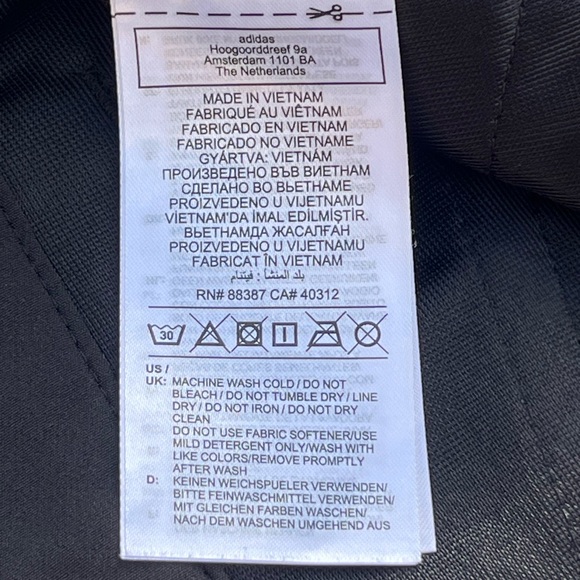 adidas
Hoogoorddreef 9a
Amsterdam 1101 BA
The Netherlands
MADE IN VIETNAM
FABRIQUÉ AU VIÊTNAM
FABRICADO EN VIETNAM
FABRICADO NO VIETNAME
GYÁRTVA: VIETNÁM
ПРОИЗВЕДЕНО ВЪВ ВИЕТНАМ
СДЕЛАНО ВО ВЬЕТНАМЕ
PROIZVEDENO U VIJETNAMU
VİETNAM'DA İMAL EDİLMİŞTİR.
ВЬЕТНАМДА ЖАСАЛҒАН
PROIZVEDENO U VIJETNAMU
FABRICAT ÎN VIETNAM
بلد المنشأ : فيتنام
RN# 88387 CA# 40312
30
US /
UK: MACHINE WASH COLD / DO NOT
BLEACH / DO NOT TUMBLE DRY / LINE
DRY / DO NOT IRON / DO NOT DRY
CLEAN
DO NOT USE FABRIC SOFTENER/USE
MILD DETERGENT ONLY/WASH WITH
LIKE COLORS/REMOVE PROMPTLY
AFTER WASH
D: KEINEN WEICHSPUELER VERWENDEN/
BITTE FEINWASCHMITTEL VERWENDEN/
MIT GLEICHEN FARBEN WASCHEN/
NACH DEM WASCHEN UMGEHEND AUS